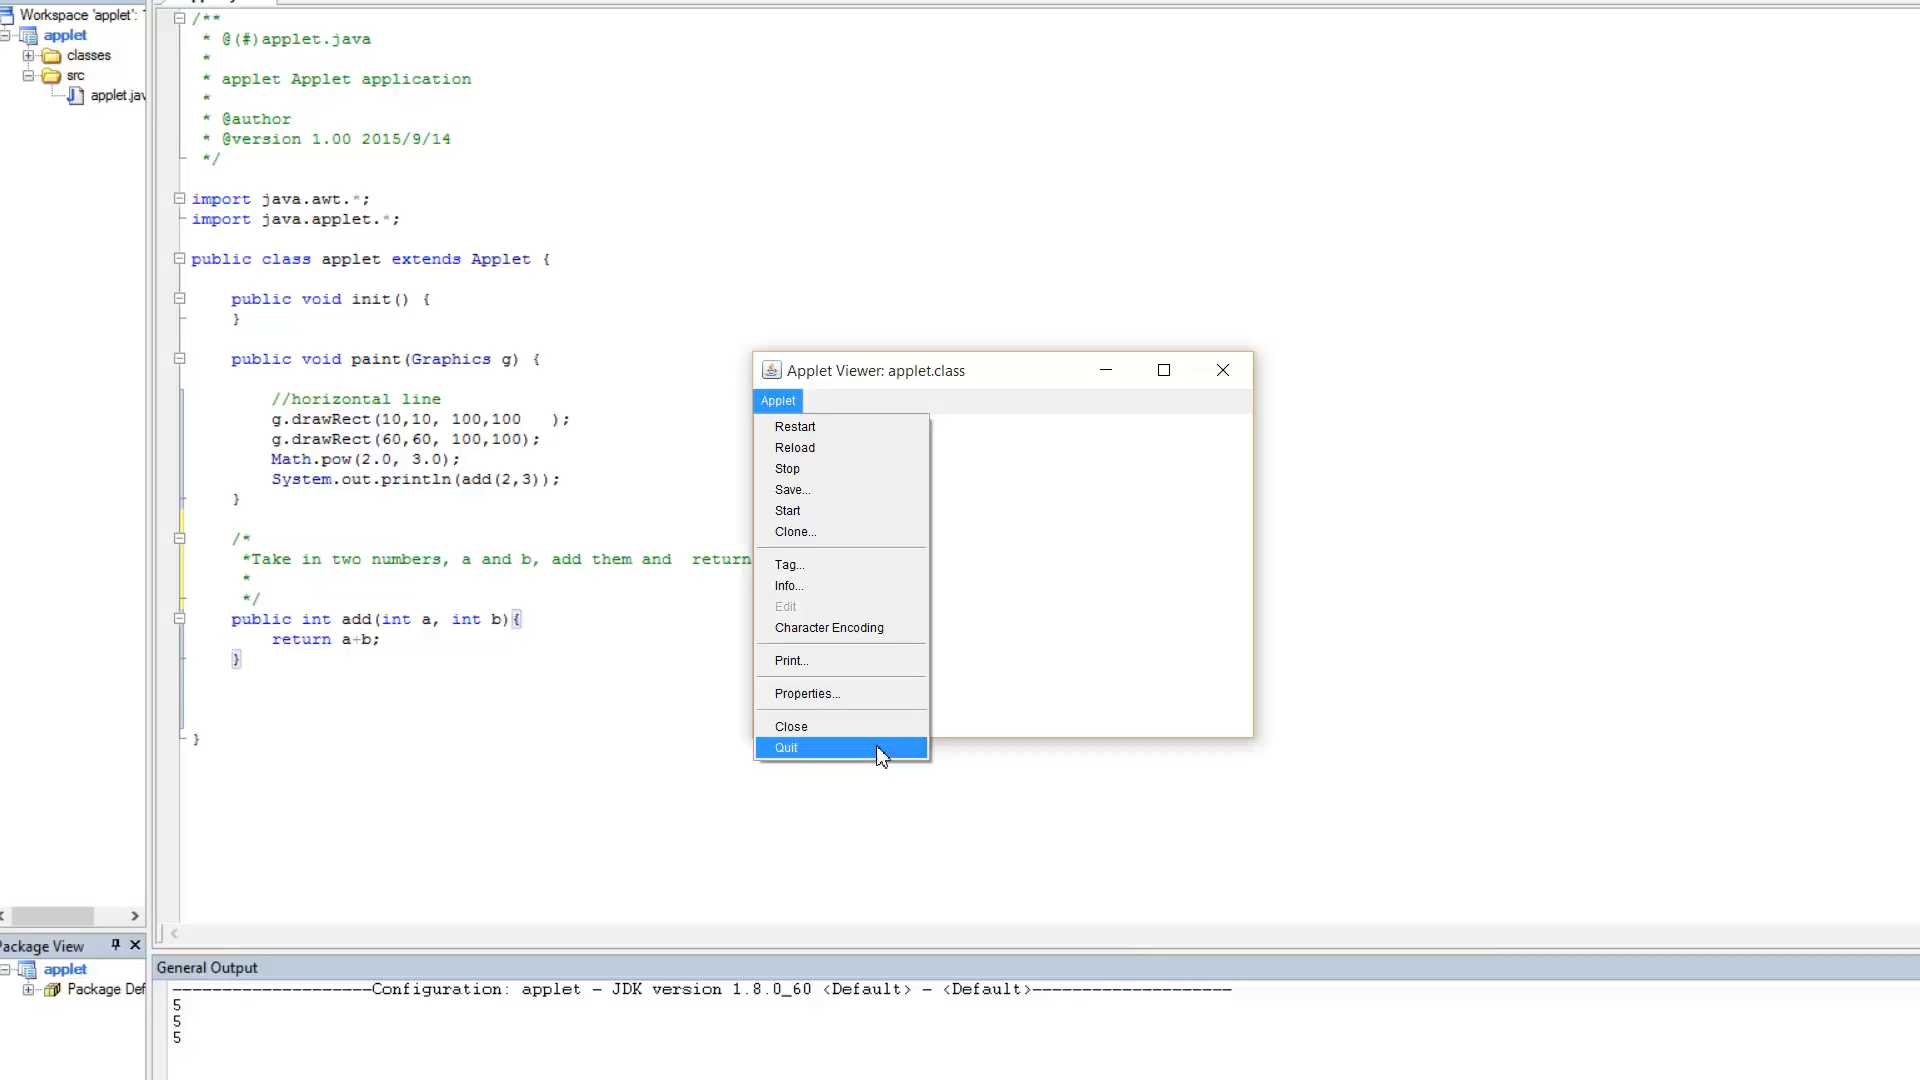 Workspace 'applet':
applet
classes
src
applet.jav
/**
* @(#)applet.java
*
* applet Applet application
*
* @author
* @version 1.00 2015/9/14
*/
import java.awt.*;
import java.applet.*;
public class applet extends Applet {
public void init() {
}
public void paint(Graphics g) {
//horizontal line
g.drawRect(10,10, 100,100   );
g.drawRect(60,60, 100,100);
Math.pow(2.0, 3.0);
System.out.println(add(2,3));
}
/*
*Take in two numbers, a and b, add them and  return
*
*/
public int add(int a, int b){
return a+b;
}
}
Applet Viewer: applet.class
Applet
Restart
Reload
Stop
Save...
Start
Clone...
Tag...
Info...
Edit
Character Encoding
Print...
Properties...
Close
Quit
Package View
applet
Package Def
General Output
--------------------Configuration: applet - JDK version 1.8.0_60 <Default> - <Default>--------------------
5
5
5